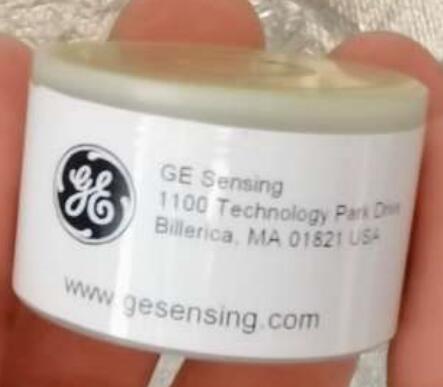 GE
GE Sensing
1100 Technology Park Drive
Billerica, MA 01821 USA
www.gesensing.com